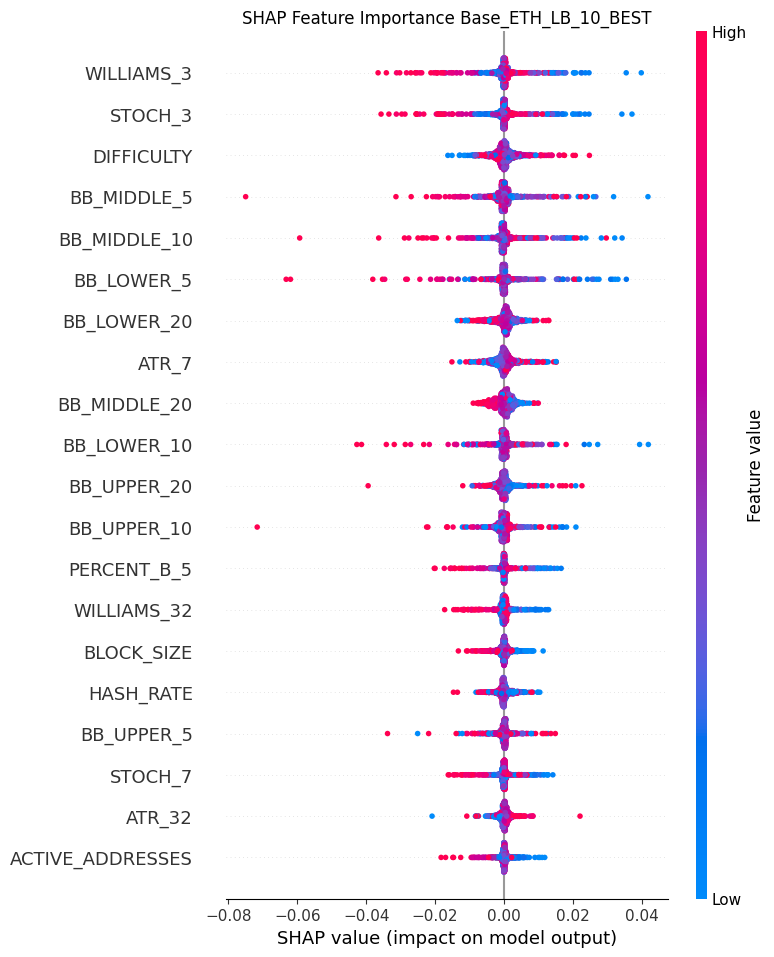 SHAP Feature Importance Base_ETH_LB_10_BEST
High
WILLIAMS_3
STOCH_3
DIFFICULTY
BB_MIDDLE_5
BB_MIDDLE_10
BB_LOWER_5
BB_LOWER_20
ATR_7
BB_MIDDLE_20
BB_LOWER_10
BB_UPPER_20
BB_UPPER_10
PERCENT_B_5
WILLIAMS_32
BLOCK_SIZE
HASH_RATE
BB_UPPER_5
STOCH_7
ATR_32
ACTIVE_ADDRESSES
Feature value
Low
−0.08 −0.06 −0.04 −0.02 0.00 0.02 0.04
SHAP value (impact on model output)